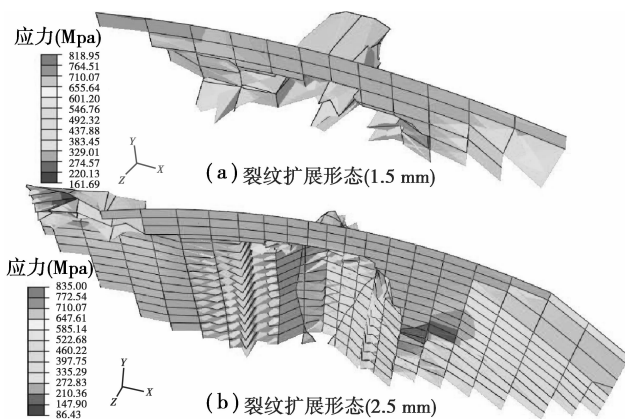 应力(Mpa)
818.95
764.51
710.07
655.64
601.20
546.76
492.32
437.88
383.45
329.01
274.57
220.13
161.69
Y
Z
X
(a)裂纹扩展形态(1.5 mm)
应力(Mpa)
835.00
772.54
710.07
647.61
585.14
522.68
460.22
397.75
335.29
272.83
210.36
147.90
86.43
Y
Z
X
(b)裂纹扩展形态(2.5 mm)